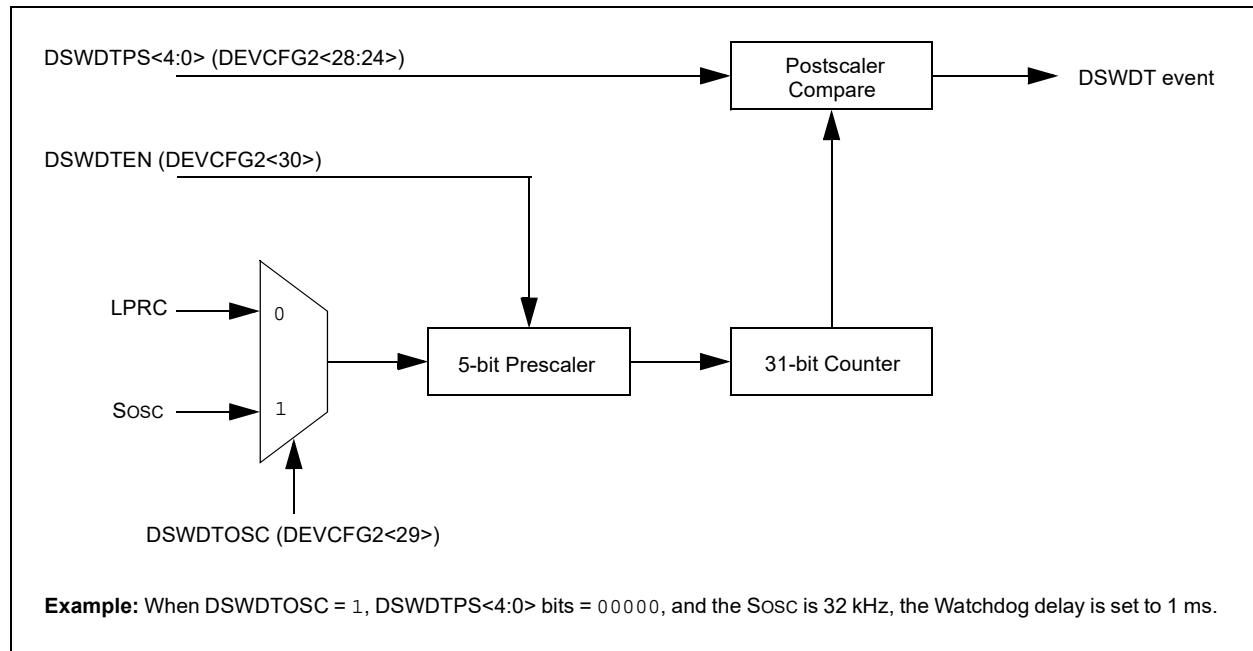 DSWDTPS<4:0> (DEVCFG2<28:24>)
Postscaler
Compare
DSWDT event
DSWDTEN (DEVCFG2<30>)
LPRC
0
5-bit Prescaler
31-bit Counter
SOSC
1
DSWDTOSC (DEVCFG2<29>)
Example: When DSWDTOSC = 1, DSWDTPS<4:0> bits = 00000, and the SOSC is 32 kHz, the Watchdog delay is set to 1 ms.